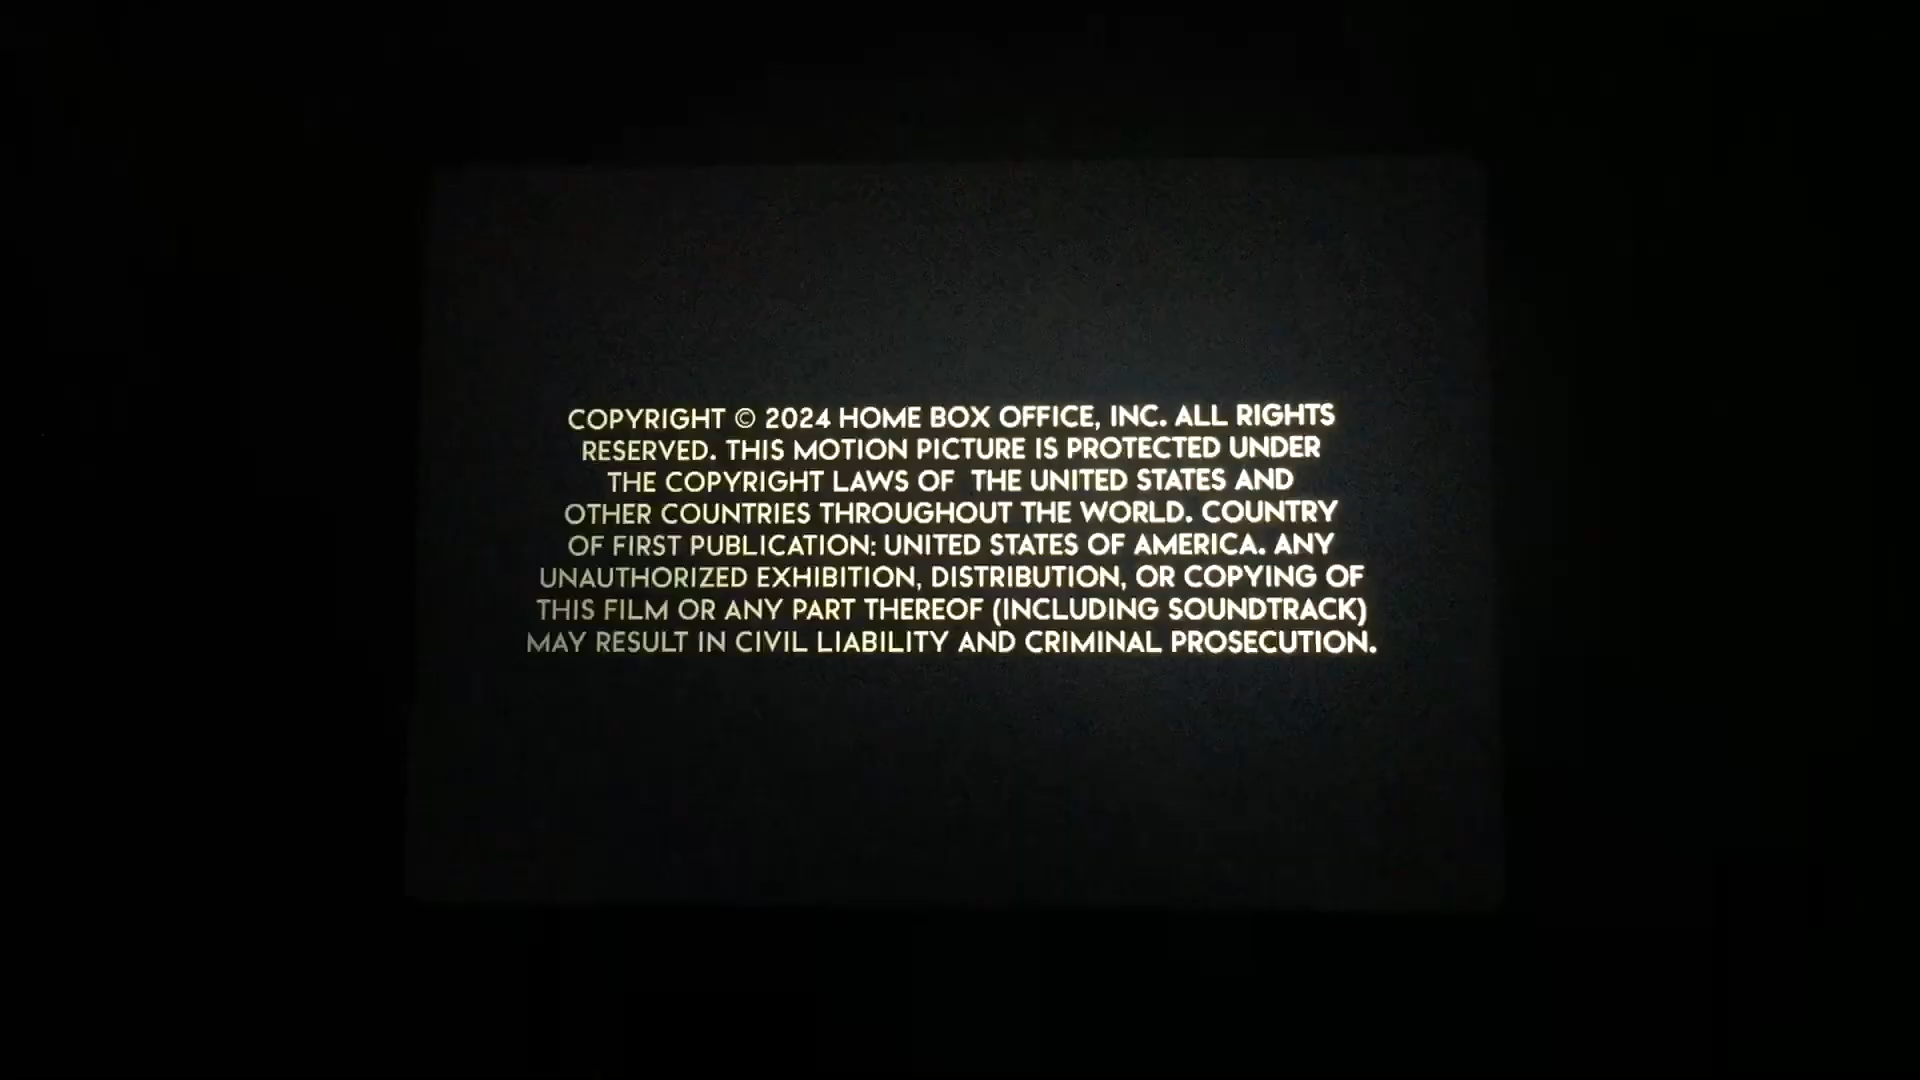 COPYRIGHT © 2024 HOME BOX OFFICE, INC. ALL RIGHTS
RESERVED. THIS MOTION PICTURE IS PROTECTED UNDER
THE COPYRIGHT LAWS OF  THE UNITED STATES AND
OTHER COUNTRIES THROUGHOUT THE WORLD. COUNTRY
OF FIRST PUBLICATION: UNITED STATES OF AMERICA. ANY
UNAUTHORIZED EXHIBITION, DISTRIBUTION, OR COPYING OF
THIS FILM OR ANY PART THEREOF (INCLUDING SOUNDTRACK)
MAY RESULT IN CIVIL LIABILITY AND CRIMINAL PROSECUTION.